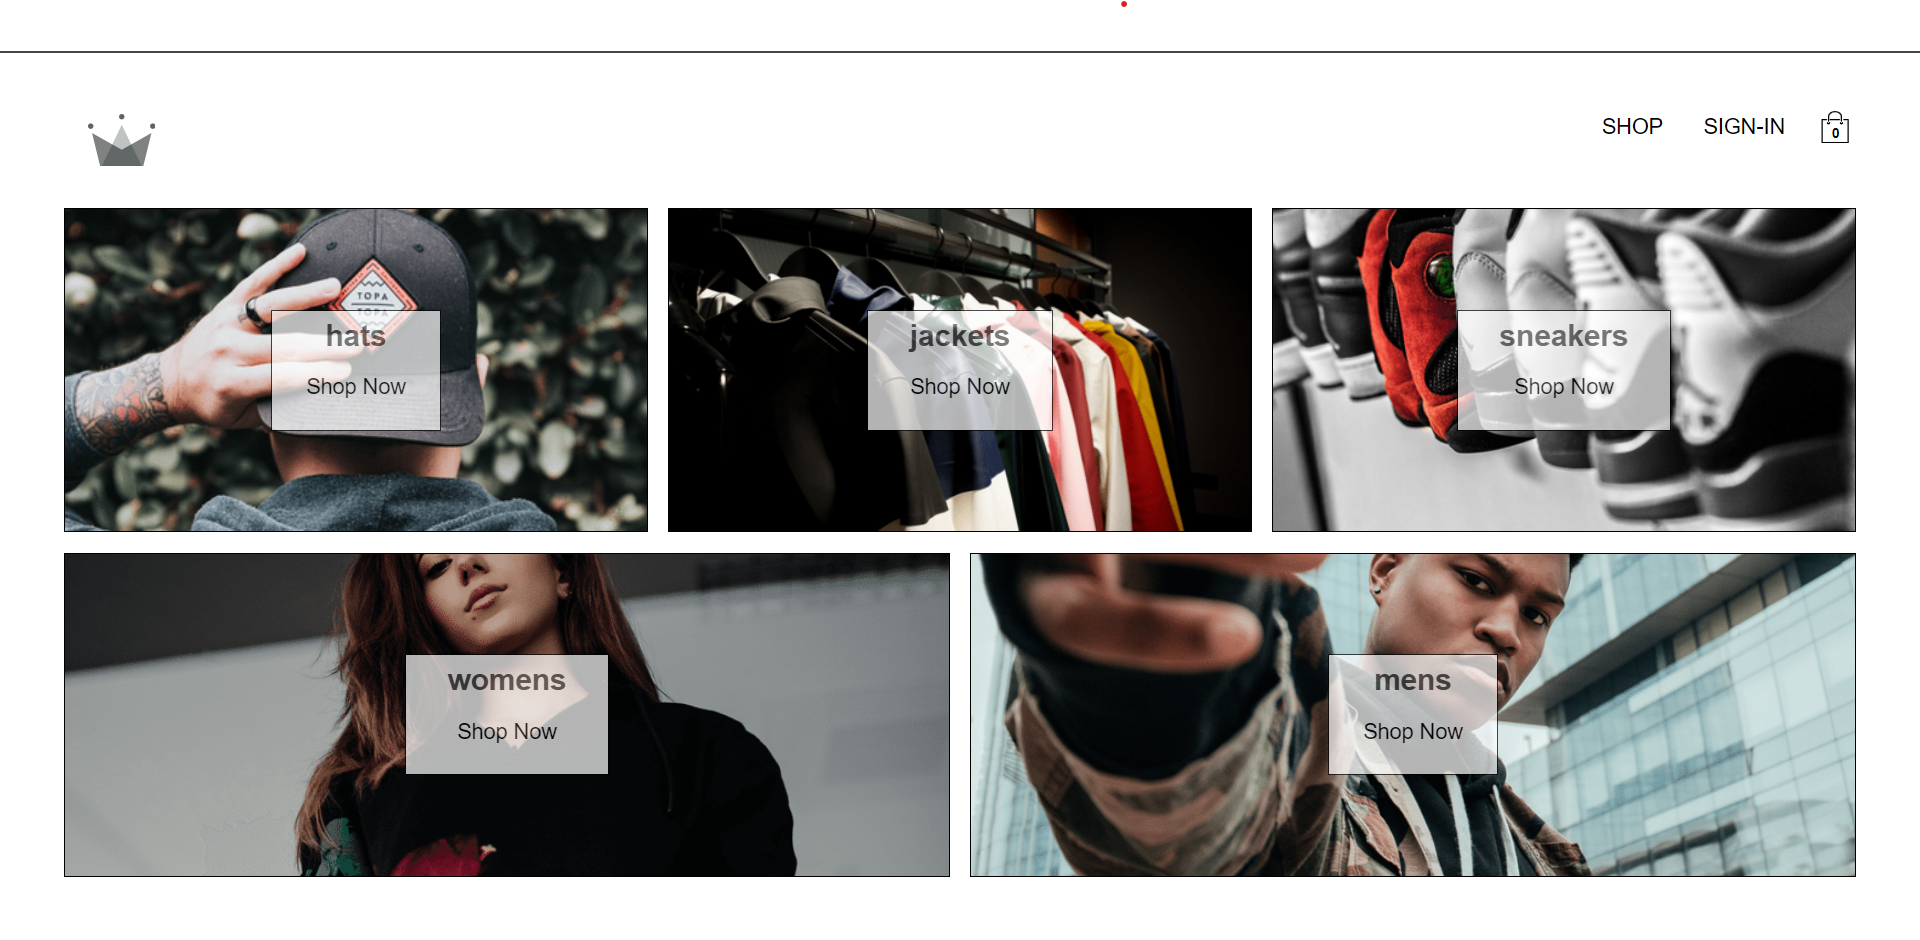 SHOP SIGN-IN
0
TOPA
TOPA
hats
Shop Now
jackets
Shop Now
sneakers
Shop Now
womens
Shop Now
mens
Shop Now